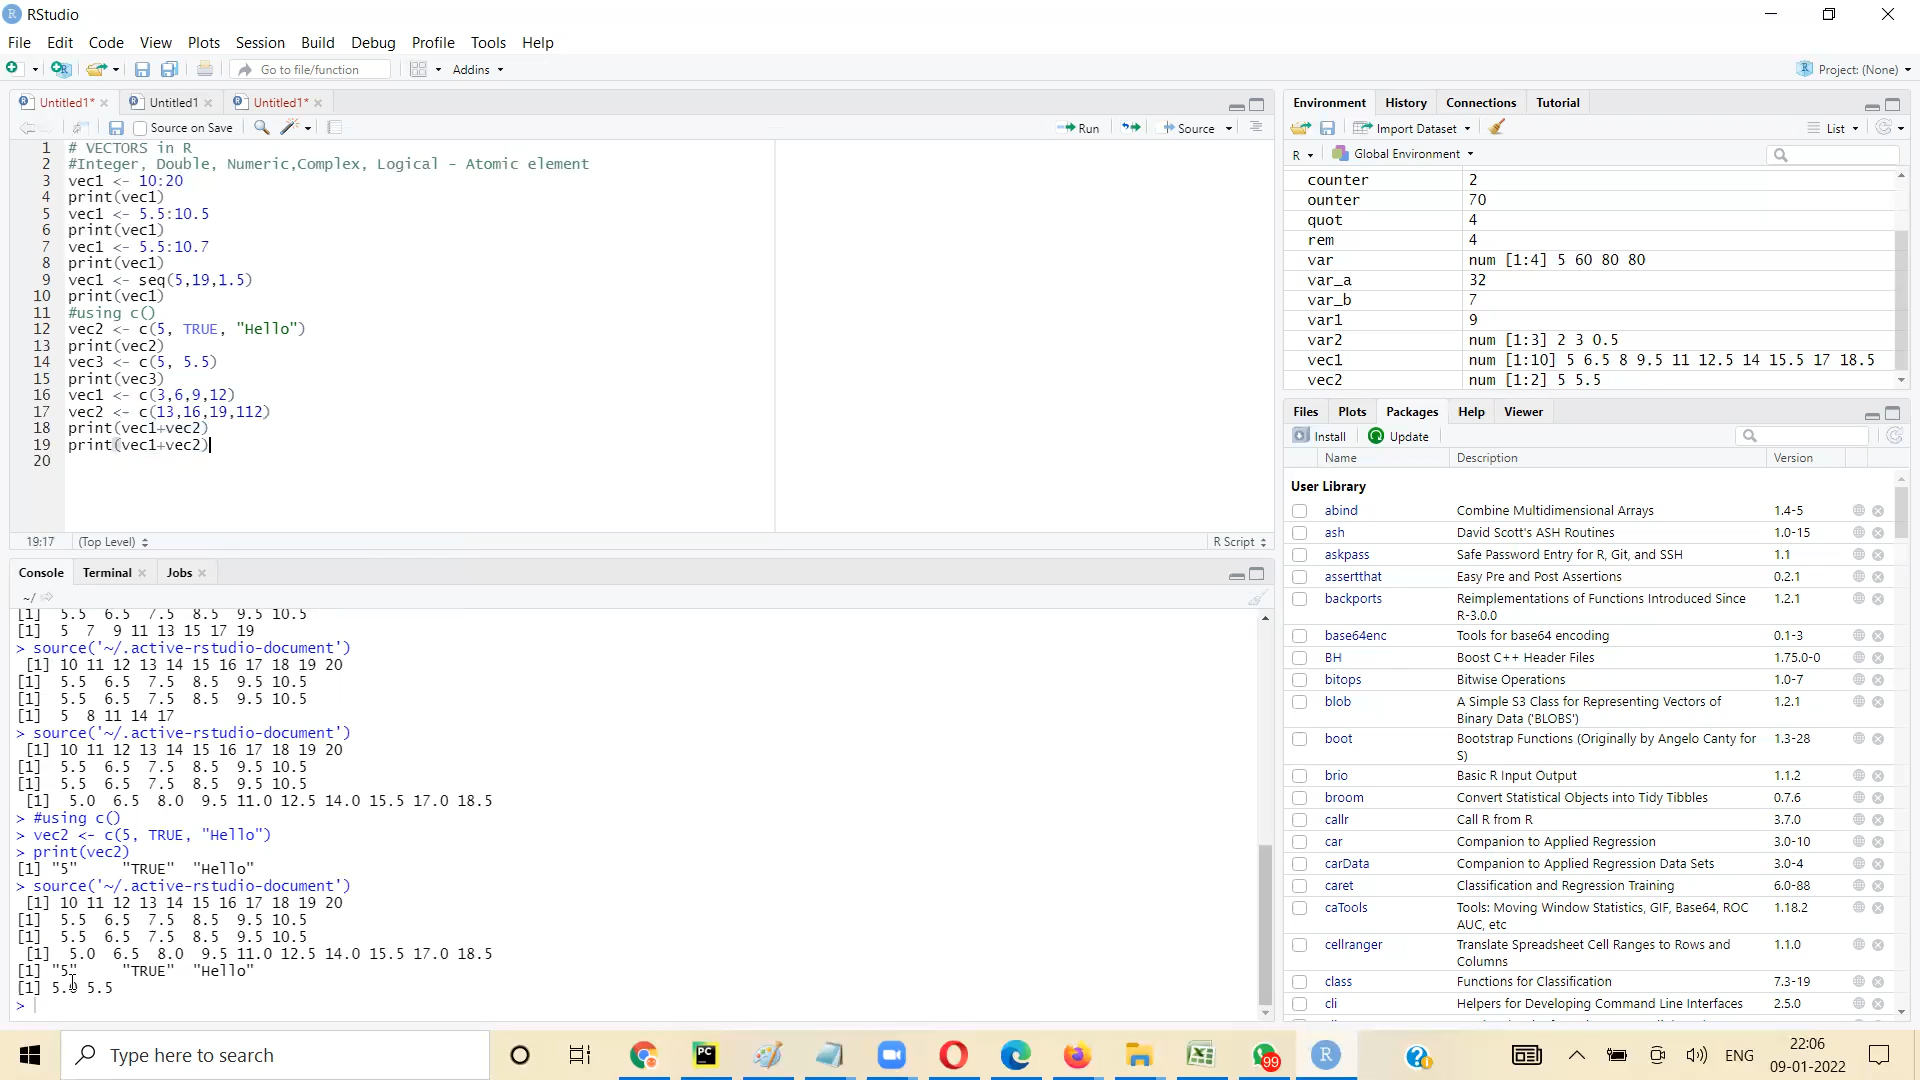 RStudio
File Edit Code View Plots Session Build Debug Profile Tools Help
Go to file/function Addins Project: (None)
Untitled1* Untitled1 Untitled1*
Source on Save Run Source
1 # VECTORS in R
2 #Integer, Double, Numeric,Complex, Logical - Atomic element
3 vec1 <- 10:20
4 print(vec1)
5 vec1 <- 5.5:10.5
6 print(vec1)
7 vec1 <- 5.5:10.7
8 print(vec1)
9 vec1 <- seq(5,19,1.5)
10 print(vec1)
11 #using c()
12 vec2 <- c(5, TRUE, "Hello")
13 print(vec2)
14 vec3 <- c(5, 5.5)
15 print(vec3)
16 vec1 <- c(3,6,9,12)
17 vec2 <- c(13,16,19,112)
18 print(vec1+vec2)
19 print(vec1+vec2)
20
19:17 (Top Level) R Script
Console Terminal Jobs
~/
[1] 5.5 6.5 7.5 8.5 9.5 10.5
[1] 5 7 9 11 13 15 17 19
> source('~/.active-rstudio-document')
[1] 10 11 12 13 14 15 16 17 18 19 20
[1] 5.5 6.5 7.5 8.5 9.5 10.5
[1] 5.5 6.5 7.5 8.5 9.5 10.5
[1] 5 8 11 14 17
> source('~/.active-rstudio-document')
[1] 10 11 12 13 14 15 16 17 18 19 20
[1] 5.5 6.5 7.5 8.5 9.5 10.5
[1] 5.5 6.5 7.5 8.5 9.5 10.5
[1] 5.0 6.5 8.0 9.5 11.0 12.5 14.0 15.5 17.0 18.5
> #using c()
> vec2 <- c(5, TRUE, "Hello")
> print(vec2)
[1] "5" "TRUE" "Hello"
> source('~/.active-rstudio-document')
[1] 10 11 12 13 14 15 16 17 18 19 20
[1] 5.5 6.5 7.5 8.5 9.5 10.5
[1] 5.5 6.5 7.5 8.5 9.5 10.5
[1] 5.0 6.5 8.0 9.5 11.0 12.5 14.0 15.5 17.0 18.5
[1] "5" "TRUE" "Hello"
[1] 5.0 5.5
>
Environment History Connections Tutorial
Import Dataset List
R Global Environment
counter 2
ounter 70
quot 4
rem 4
var num [1:4] 5 60 80 80
var_a 32
var_b 7
var1 9
var2 num [1:3] 2 3 0.5
vec1 num [1:10] 5 6.5 8 9.5 11 12.5 14 15.5 17 18.5
vec2 num [1:2] 5 5.5
Files Plots Packages Help Viewer
Install Update
Name Description Version
User Library
abind Combine Multidimensional Arrays 1.4-5
ash David Scott's ASH Routines 1.0-15
askpass Safe Password Entry for R, Git, and SSH 1.1
assertthat Easy Pre and Post Assertions 0.2.1
backports Reimplementations of Functions Introduced Since 1.2.1
R-3.0.0
base64enc Tools for base64 encoding 0.1-3
BH Boost C++ Header Files 1.75.0-0
bitops Bitwise Operations 1.0-7
blob A Simple S3 Class for Representing Vectors of 1.2.1
Binary Data ('BLOBS')
boot Bootstrap Functions (Originally by Angelo Canty for 1.3-28
S)
brio Basic R Input Output 1.1.2
broom Convert Statistical Objects into Tidy Tibbles 0.7.6
callr Call R from R 3.7.0
car Companion to Applied Regression 3.0-10
carData Companion to Applied Regression Data Sets 3.0-4
caret Classification and Regression Training 6.0-88
caTools Tools: Moving Window Statistics, GIF, Base64, ROC 1.18.2
AUC, etc
cellranger Translate Spreadsheet Cell Ranges to Rows and 1.1.0
Columns
class Functions for Classification 7.3-19
cli Helpers for Developing Command Line Interfaces 2.5.0
Type here to search PC 99 R ENG 22:06
09-01-2022